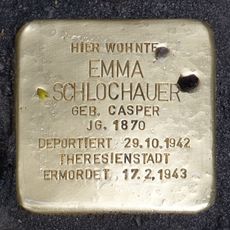 HIER WOHNTE
EMMA
SCHLOCHAUER
GEB. CASPER
JG. 1870
DEPORTIERT 29.10.1942
THERESIENSTADT
ERMORDET 17.2.1943